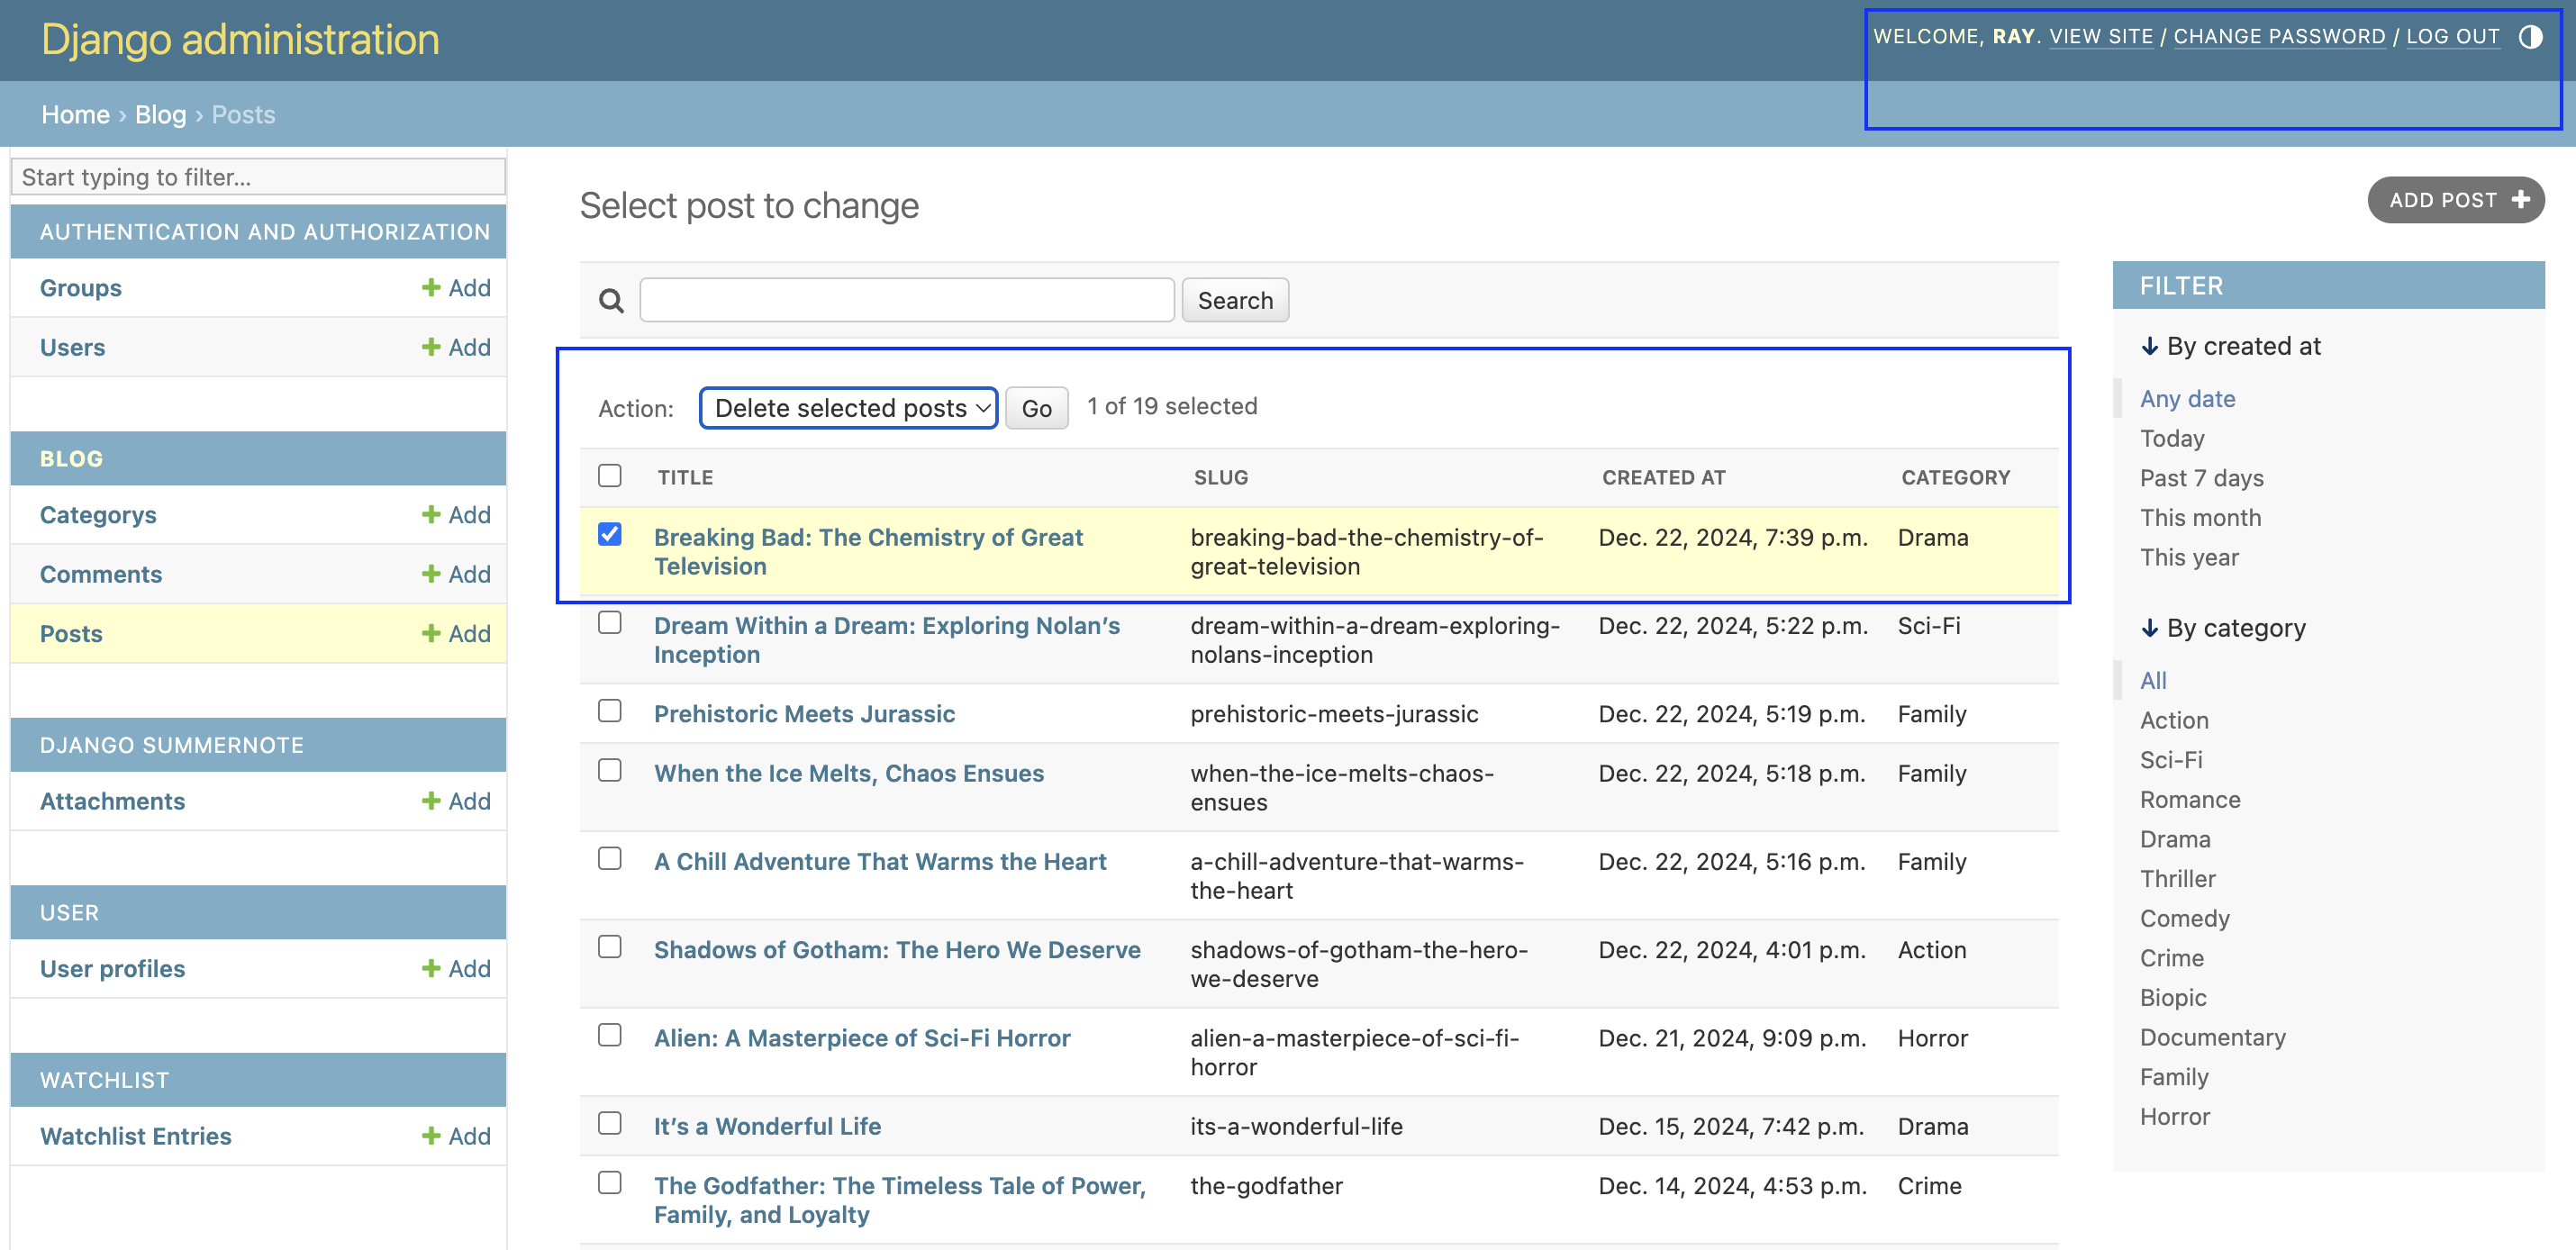 Django administration
WELCOME, RAY. VIEW SITE / CHANGE PASSWORD / LOG OUT
Home › Blog › Posts
Start typing to filter...
AUTHENTICATION AND AUTHORIZATION
Groups + Add
Users + Add
BLOG
Categorys + Add
Comments + Add
Posts + Add
DJANGO SUMMERNOTE
Attachments + Add
USER
User profiles + Add
WATCHLIST
Watchlist Entries + Add
Select post to change
ADD POST +
Search
Action: Delete selected posts Go 1 of 19 selected
TITLE SLUG CREATED AT CATEGORY
Breaking Bad: The Chemistry of Great breaking-bad-the-chemistry-of- Dec. 22, 2024, 7:39 p.m. Drama
Television great-television
Dream Within a Dream: Exploring Nolan’s dream-within-a-dream-exploring- Dec. 22, 2024, 5:22 p.m. Sci-Fi
Inception nolans-inception
Prehistoric Meets Jurassic prehistoric-meets-jurassic Dec. 22, 2024, 5:19 p.m. Family
When the Ice Melts, Chaos Ensues when-the-ice-melts-chaos- Dec. 22, 2024, 5:18 p.m. Family
ensues
A Chill Adventure That Warms the Heart a-chill-adventure-that-warms- Dec. 22, 2024, 5:16 p.m. Family
the-heart
Shadows of Gotham: The Hero We Deserve shadows-of-gotham-the-hero- Dec. 22, 2024, 4:01 p.m. Action
we-deserve
Alien: A Masterpiece of Sci-Fi Horror alien-a-masterpiece-of-sci-fi- Dec. 21, 2024, 9:09 p.m. Horror
horror
It’s a Wonderful Life its-a-wonderful-life Dec. 15, 2024, 7:42 p.m. Drama
The Godfather: The Timeless Tale of Power, the-godfather Dec. 14, 2024, 4:53 p.m. Crime
Family, and Loyalty
FILTER
↓ By created at
Any date
Today
Past 7 days
This month
This year
↓ By category
All
Action
Sci-Fi
Romance
Drama
Thriller
Comedy
Crime
Biopic
Documentary
Family
Horror